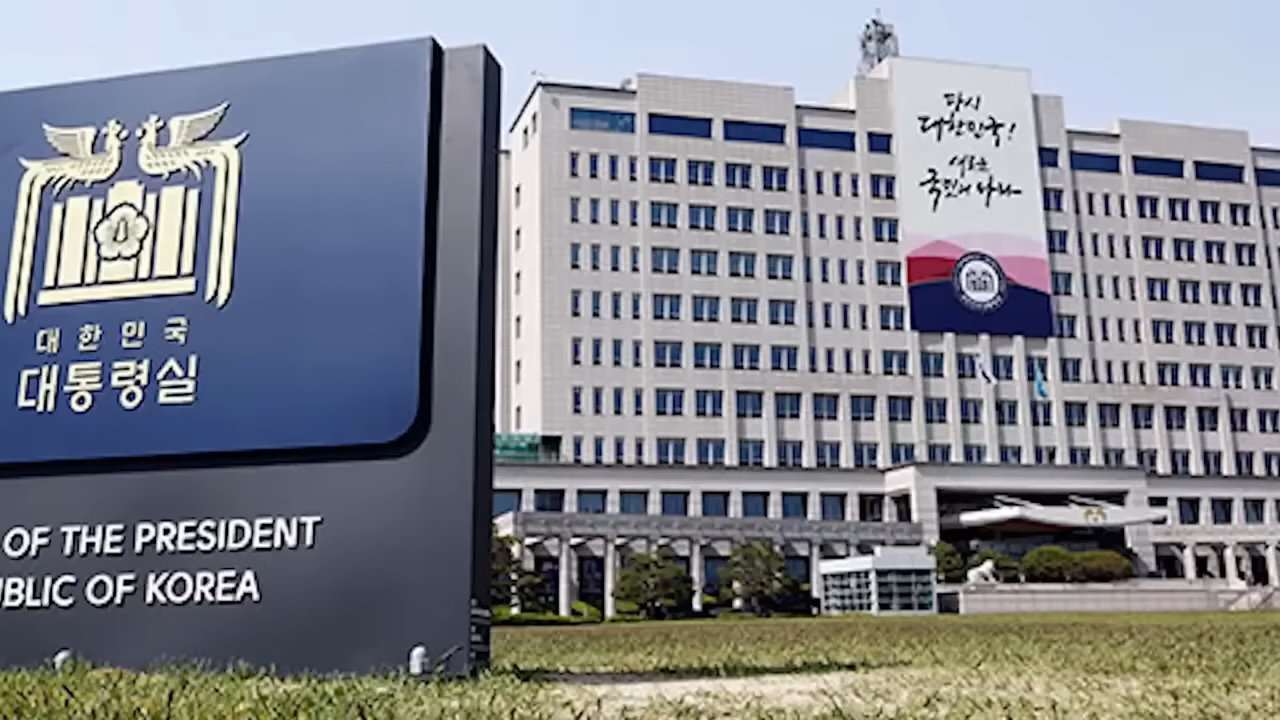 대한민국
대통령실
OF THE PRESIDENT
UBLIC OF KOREA
다시
대한민국!
새로운
국민의 나라